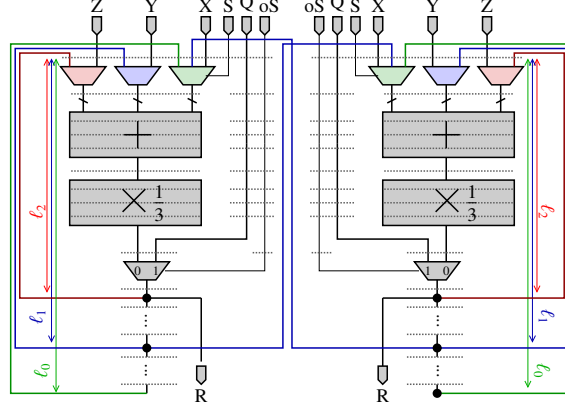 Z Y X S Q oS oS Q S X Y Z
+ +
× 1/3 × 1/3
ℓ2 ℓ2
0 1 1 0
ℓ1 ℓ1
ℓ0 ℓ0
R R